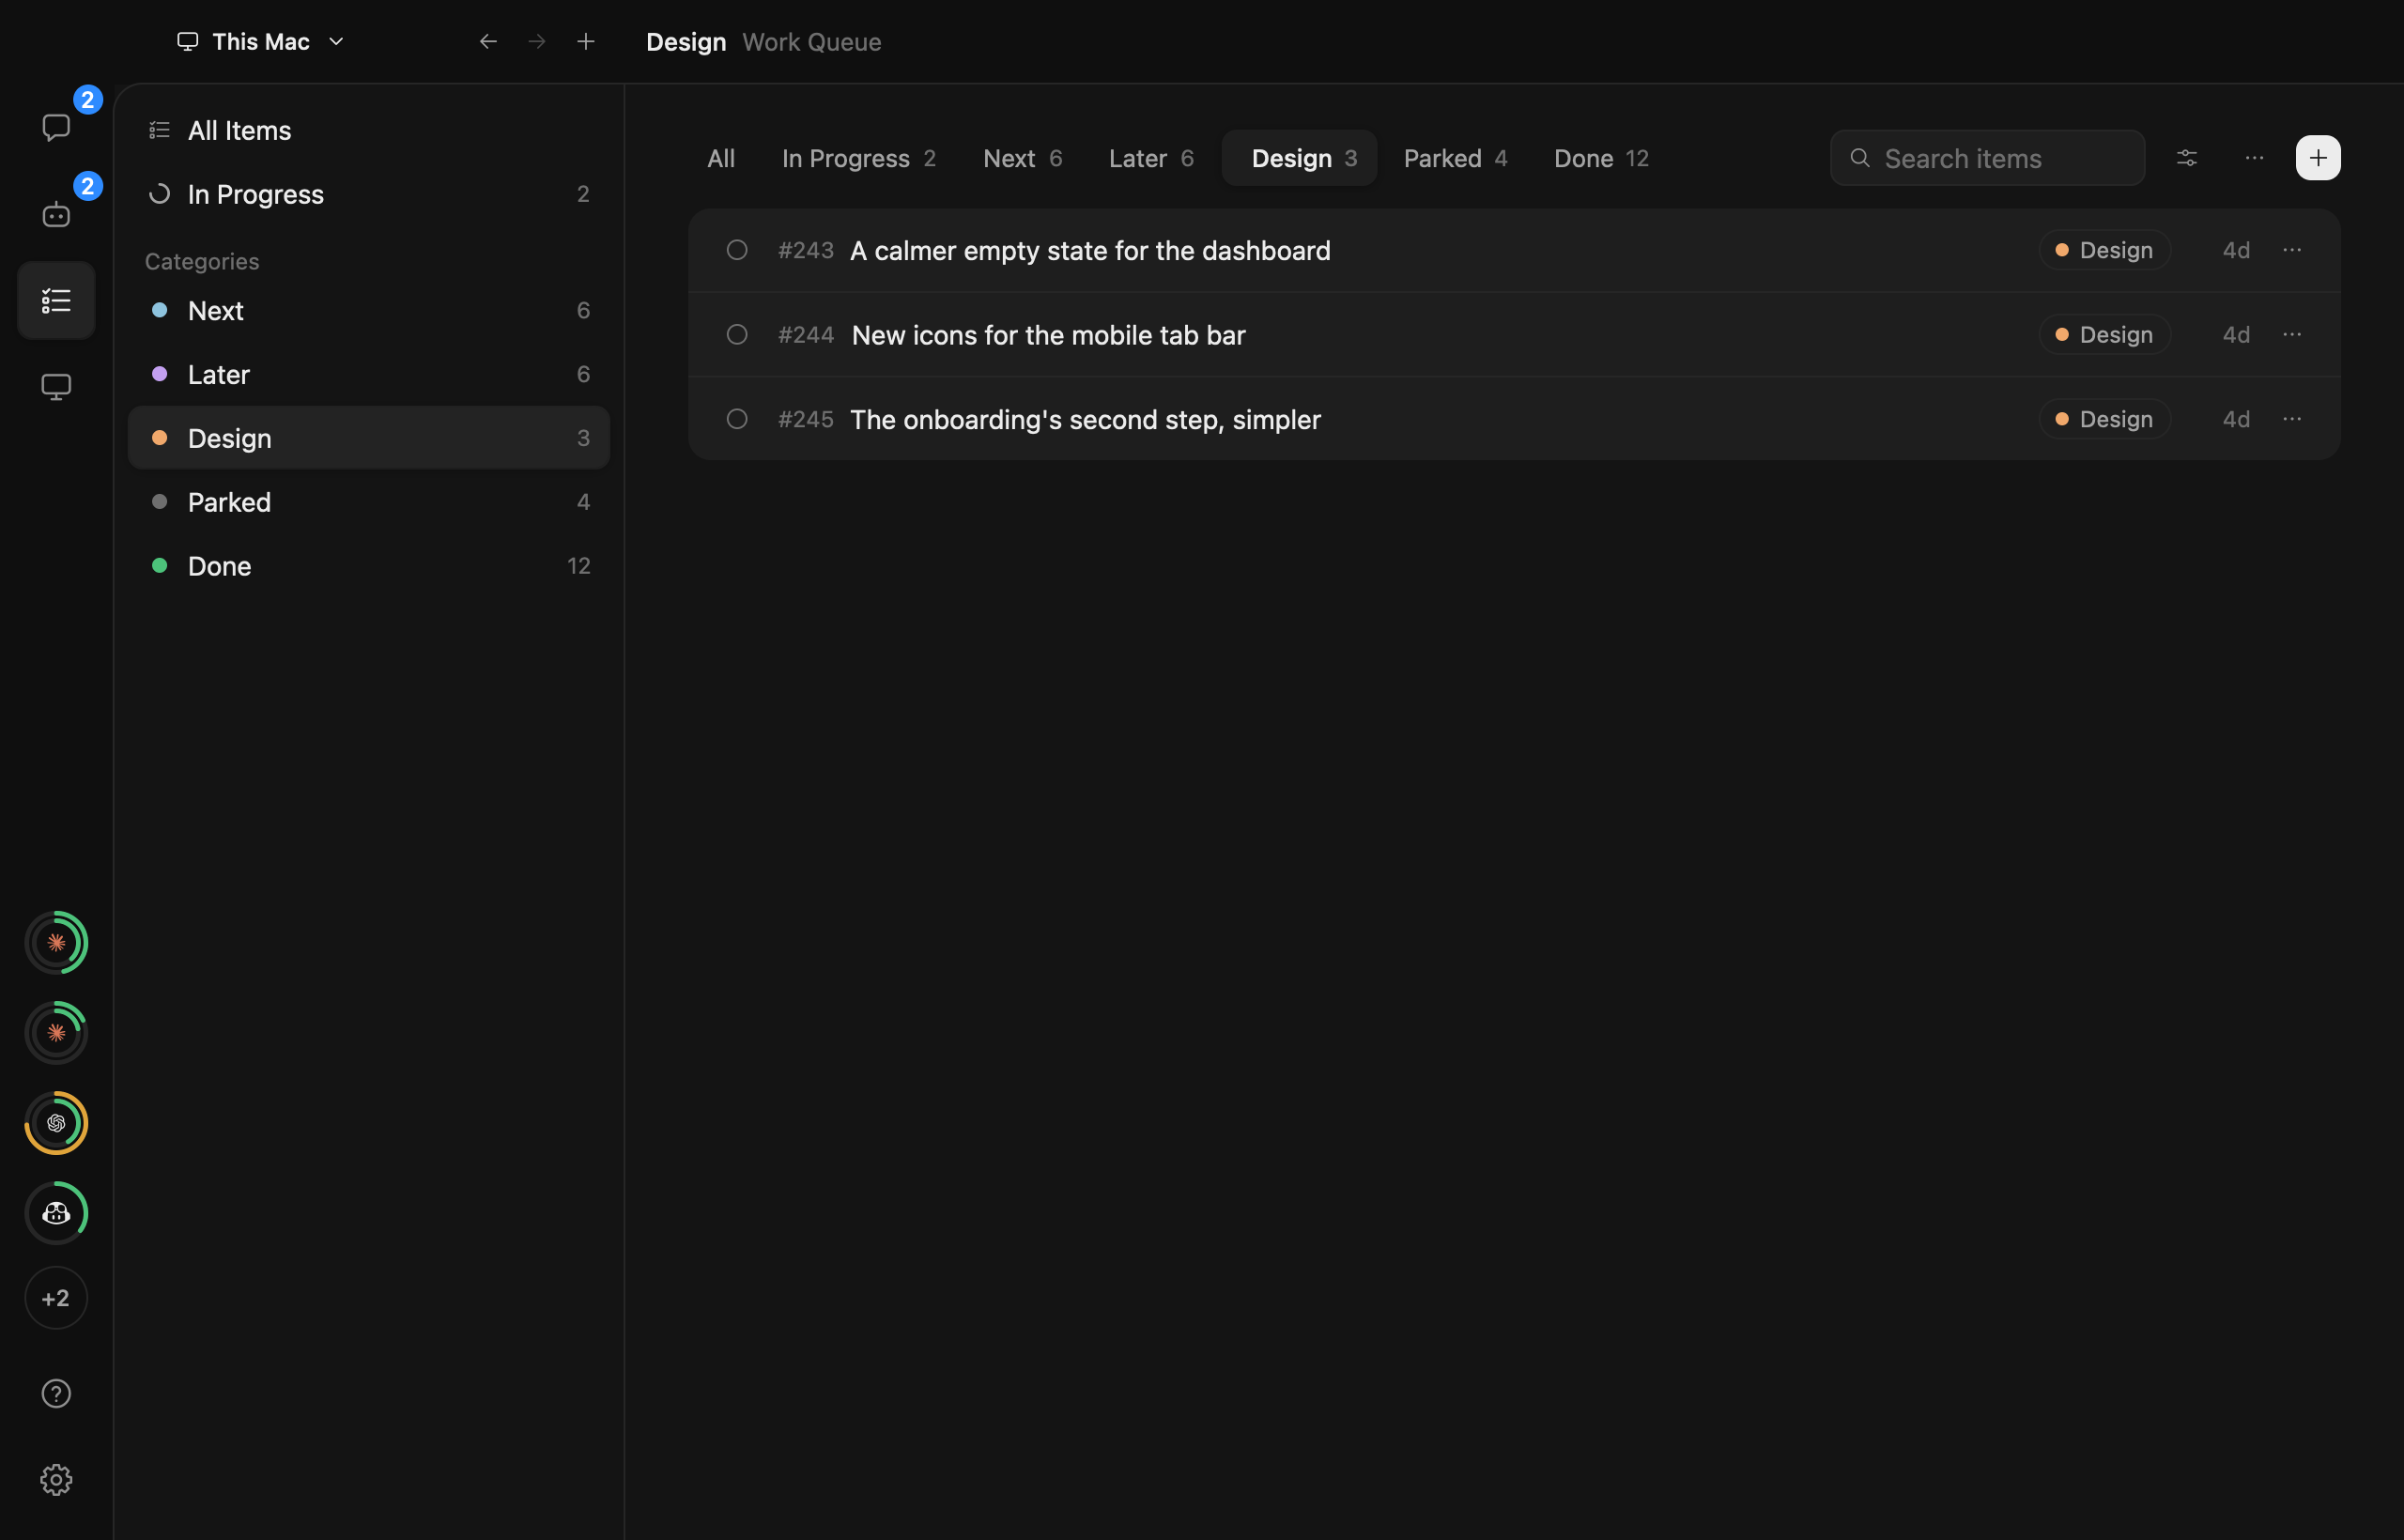 This Mac
Design Work Queue
2
2
All Items
In Progress 2
Categories
Next 6
Later 6
Design 3
Parked 4
Done 12
All In Progress 2 Next 6 Later 6 Design 3 Parked 4 Done 12 Search items
#243 A calmer empty state for the dashboard Design 4d
#244 New icons for the mobile tab bar Design 4d
#245 The onboarding's second step, simpler Design 4d
+2